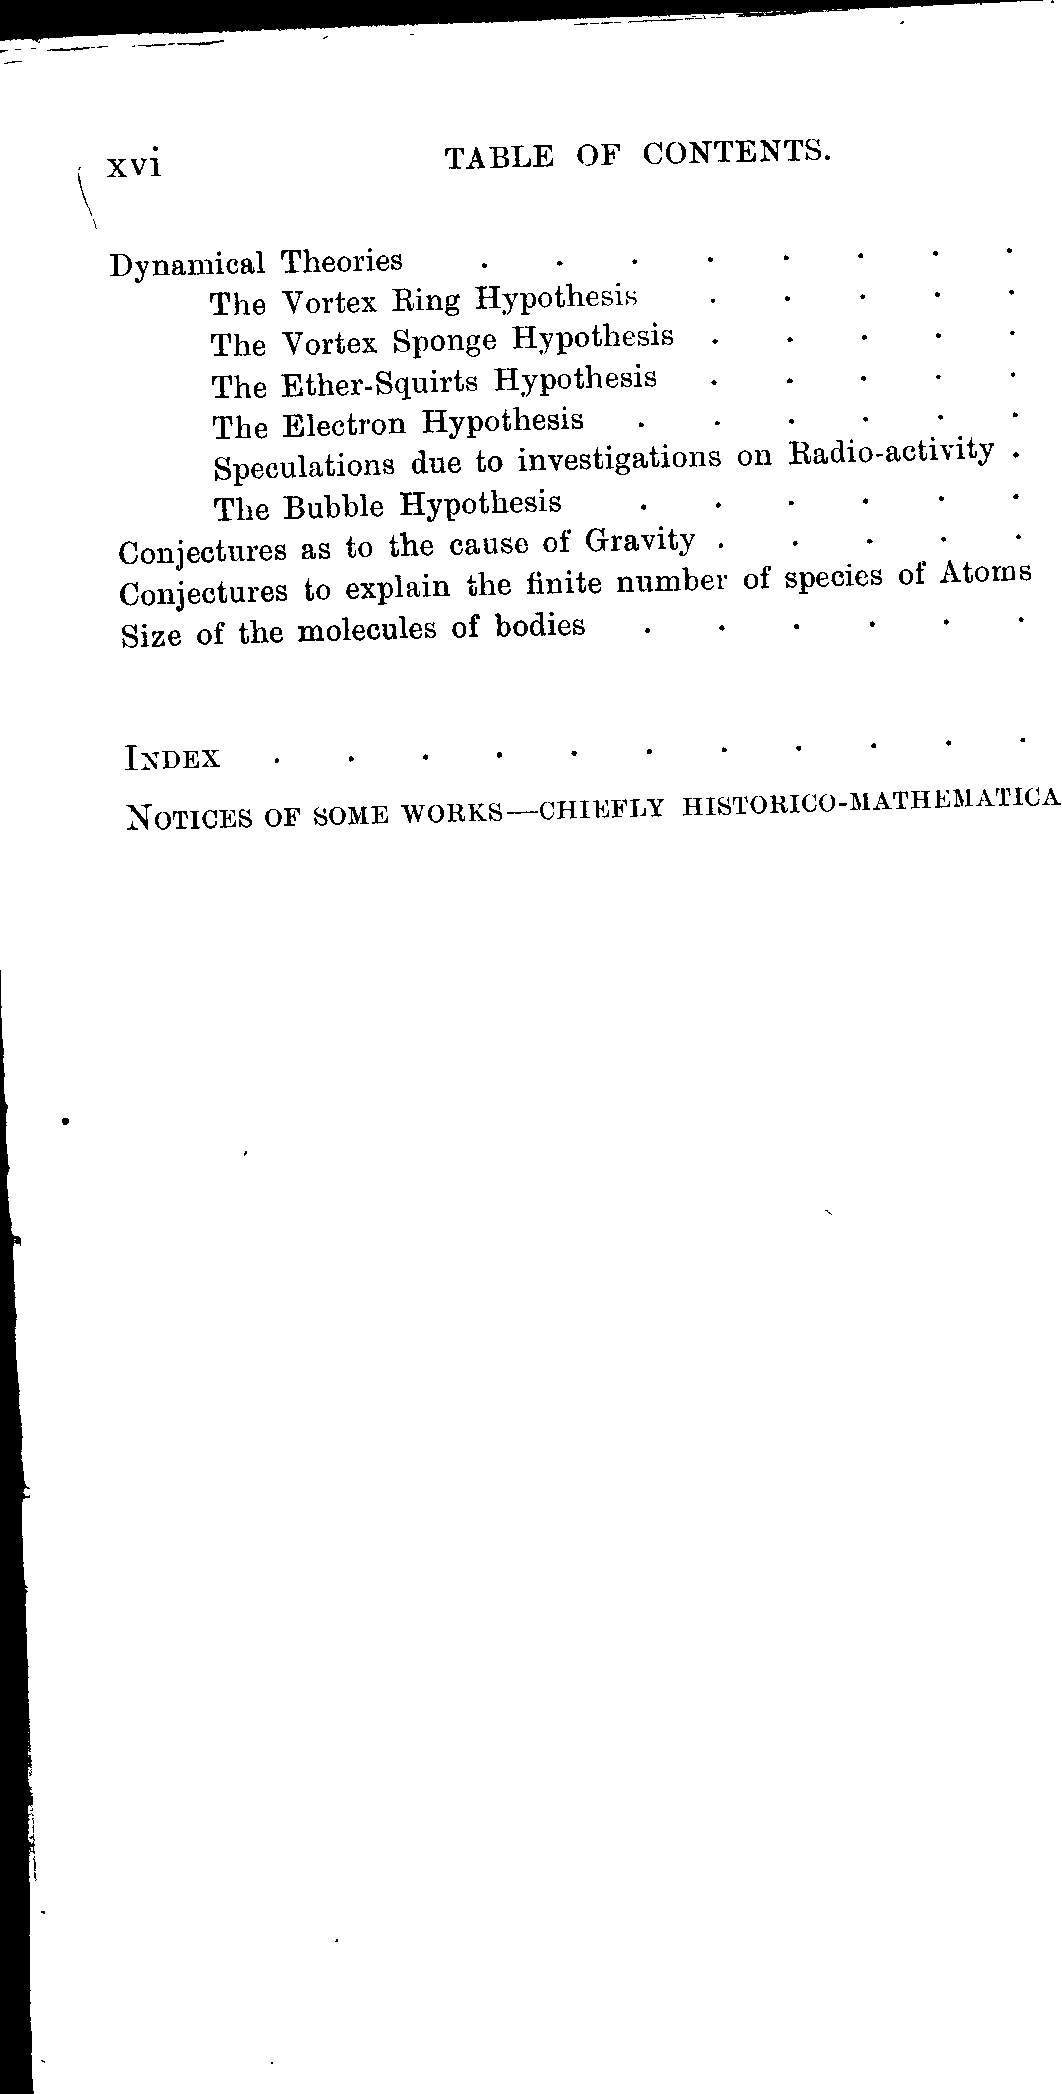 xvi TABLE OF CONTENTS.
Dynamical Theories . . . . . . . .
The Vortex Ring Hypothesis . . . . .
The Vortex Sponge Hypothesis . . . . .
The Ether-Squirts Hypothesis . . . . .
The Electron Hypothesis . . . . . .
Speculations due to investigations on Radio-activity .
The Bubble Hypothesis . . . . . .
Conjectures as to the cause of Gravity . . . . .
Conjectures to explain the finite number of species of Atoms
Size of the molecules of bodies . . . . . .
INDEX . . . . . . . . . . .
NOTICES OF SOME WORKS—CHIEFLY HISTORICO-MATHEMATICA